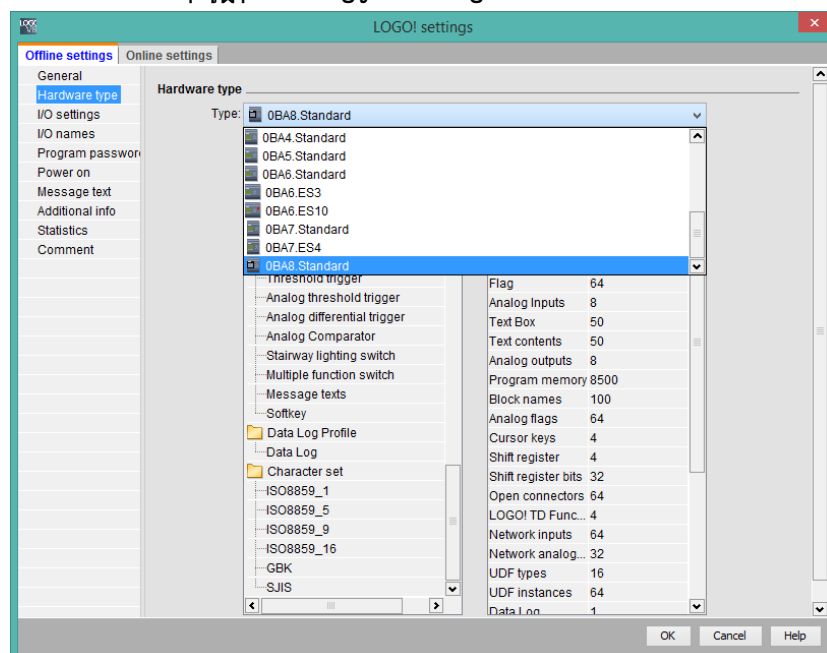 LOGO! settings
Offline settings Online settings
General
Hardware type
I/O settings
I/O names
Program passwor
Power on
Message text
Additional info
Statistics
Comment
Hardware type
Type: 0BA8.Standard
0BA4.Standard
0BA5.Standard
0BA6.Standard
0BA6.ES3
0BA6.ES10
0BA7.Standard
0BA7.ES4
0BA8.Standard
Threshold trigger
Analog threshold trigger
Analog differential trigger
Analog Comparator
Stairway lighting switch
Multiple function switch
Message texts
Softkey
Data Log Profile
Data Log
Character set
ISO8859_1
ISO8859_5
ISO8859_9
ISO8859_16
GBK
SJIS
Flag 64
Analog Inputs 8
Text Box 50
Text contents 50
Analog outputs 8
Program memory 8500
Block names 100
Analog flags 64
Cursor keys 4
Shift register 4
Shift register bits 32
Open connectors 64
LOGO! TD Func... 4
Network inputs 64
Network analog... 32
UDF types 16
UDF instances 64
Data Log 1
OK Cancel Help